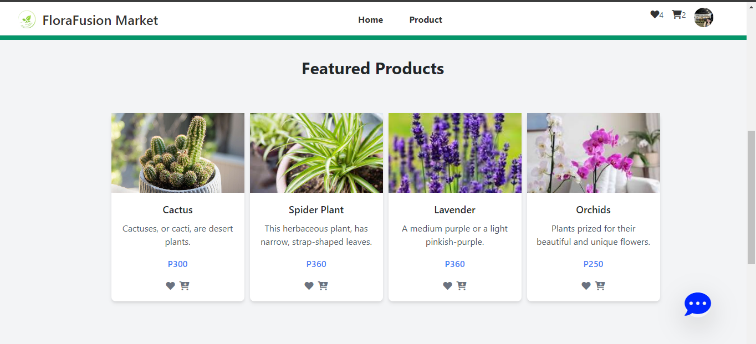 FloraFusion Market
Home
Product
4
2
Featured Products
Cactus
Cactuses, or cacti, are desert
plants.
P300
Spider Plant
This herbaceous plant, has
narrow, strap-shaped leaves.
P360
Lavender
A medium purple or a light
pinkish-purple.
P360
Orchids
Plants prized for their
beautiful and unique flowers.
P250